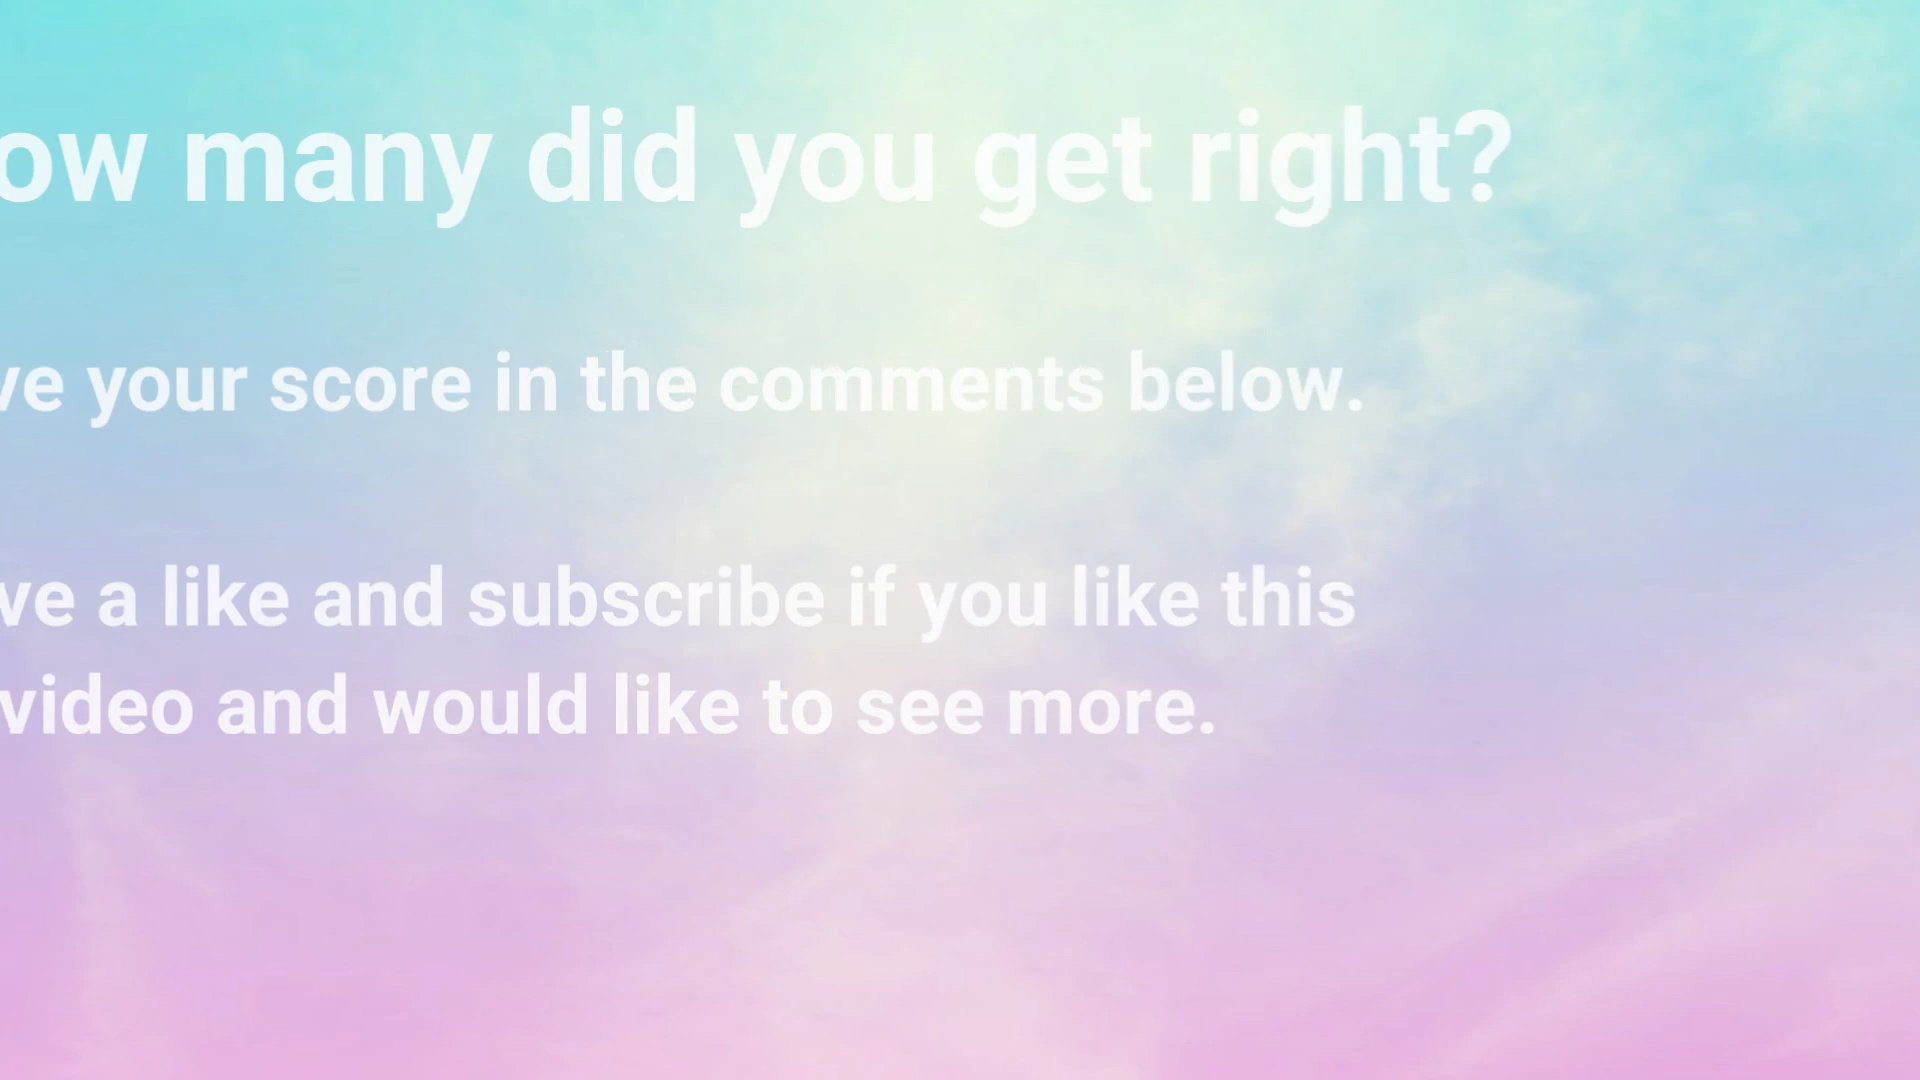 ow many did you get right?
ve your score in the comments below.
ve a like and subscribe if you like this
video and would like to see more.